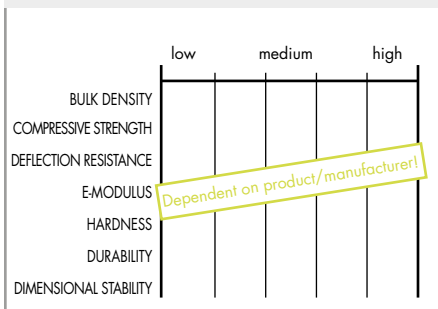 low medium high
BULK DENSITY
COMPRESSIVE STRENGTH
DEFLECTION RESISTANCE
E-MODULUS
Dependent on product/manufacturer!
HARDNESS
DURABILITY
DIMENSIONAL STABILITY